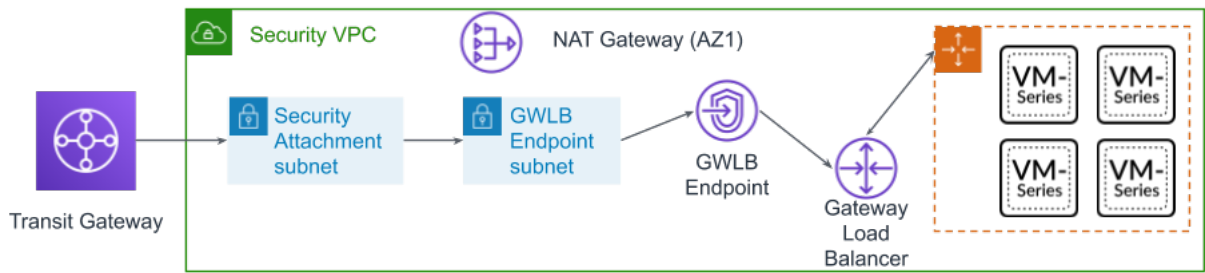 Security VPC
NAT Gateway (AZ1)
Transit Gateway
Security
Attachment
subnet
GWLB
Endpoint
subnet
GWLB
Endpoint
Gateway
Load
Balancer
VM-
Series
VM-
Series
VM-
Series
VM-
Series